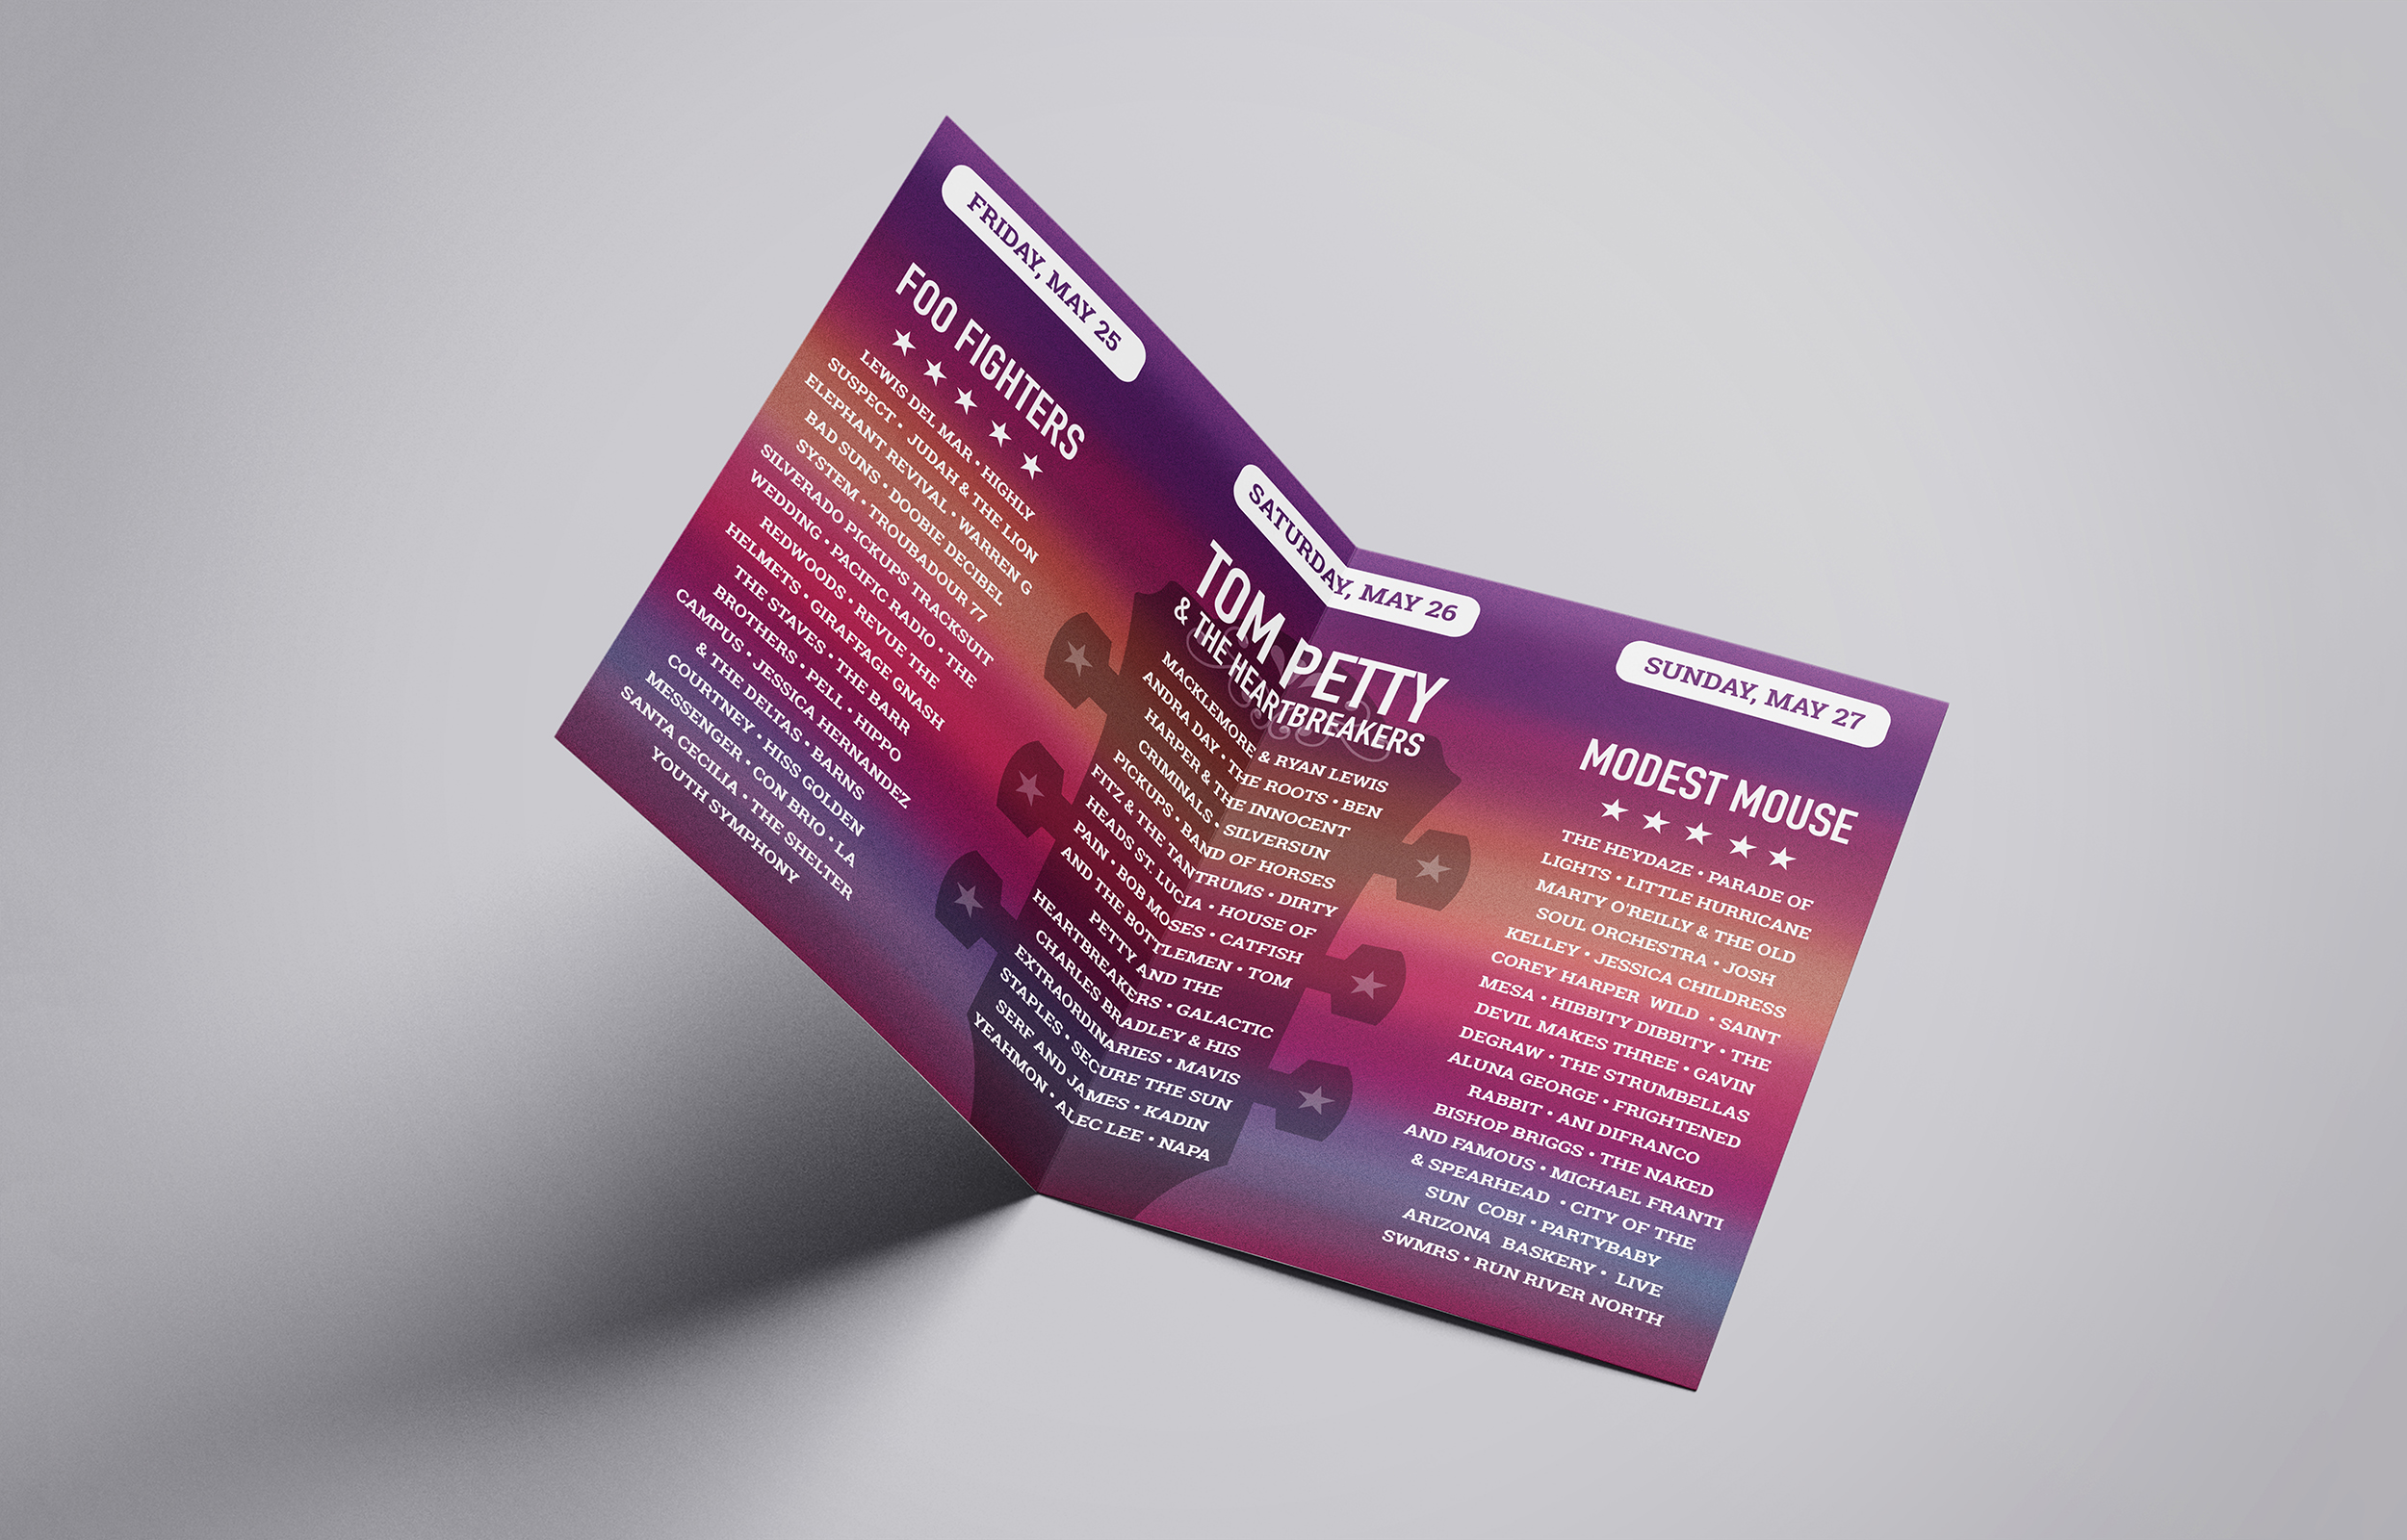 FRIDAY, MAY 25
FOO FIGHTERS
LEWIS DEL MAR • HIGHLY
SUSPECT • JUDAH & THE LION
ELEPHANT REVIVAL • WARREN G
BAD SUNS • DOOBIE DECIBEL
SYSTEM • TROUBADOUR 77
SILVERADO PICKUPS TRACKSUIT
WEDDING • PACIFIC RADIO • THE
REDWOODS • REVUE THE
HELMETS • GIRAFFAGE GNASH
THE STAVES • THE BARR
BROTHERS • PELL • HIPPO
CAMPUS • JESSICA HERNANDEZ
& THE DELTAS • BARNS
COURTNEY • HISS GOLDEN
MESSENGER • CON BRIO • LA
SANTA CECILIA • THE SHELTER
YOUTH SYMPHONY
SATURDAY, MAY 26
TOM PETTY
& THE HEARTBREAKERS
MACKLEMORE & RYAN LEWIS
ANDRA DAY • THE ROOTS • BEN
HARPER & THE INNOCENT
CRIMINALS • SILVERSUN
PICKUPS • BAND OF HORSES
FITZ & THE TANTRUMS • DIRTY
HEADS ST. LUCIA • HOUSE OF
PAIN • BOB MOSES • CATFISH
AND THE BOTTLEMEN • TOM
PETTY AND THE
HEARTBREAKERS • GALACTIC
CHARLES BRADLEY & HIS
EXTRAORDINARIES • MAVIS
STAPLES • SECURE THE SUN
SERF AND JAMES • KADIN
YEAHMON • ALEC LEE • NAPA
SUNDAY, MAY 27
MODEST MOUSE
THE HEYDAZE • PARADE OF
LIGHTS • LITTLE HURRICANE
MARTY O'REILLY & THE OLD
SOUL ORCHESTRA • JOSH
KELLEY • JESSICA CHILDRESS
COREY HARPER WILD • SAINT
MESA • HIBBITY DIBBITY • THE
DEVIL MAKES THREE • GAVIN
DEGRAW • THE STRUMBELLAS
ALUNA GEORGE • FRIGHTENED
RABBIT • ANI DIFRANCO
BISHOP BRIGGS • THE NAKED
AND FAMOUS • MICHAEL FRANTI
& SPEARHEAD • CITY OF THE
SUN COBI • PARTYBABY
ARIZONA BASKERY • LIVE
SWMRS • RUN RIVER NORTH